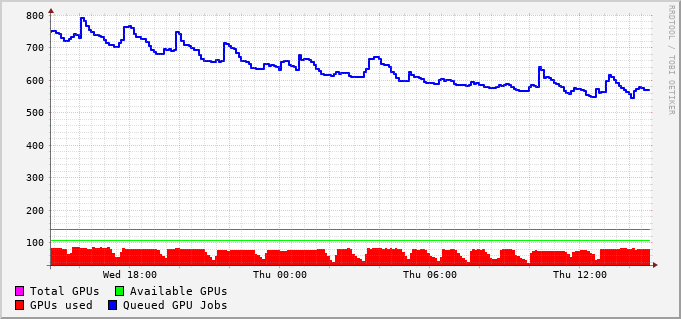 800
700
600
500
400
300
200
100
Wed 18:00 Thu 00:00 Thu 06:00 Thu 12:00
Total GPUs Available GPUs
GPUs used Queued GPU Jobs
RRDTOOL / TOBI OETIKER